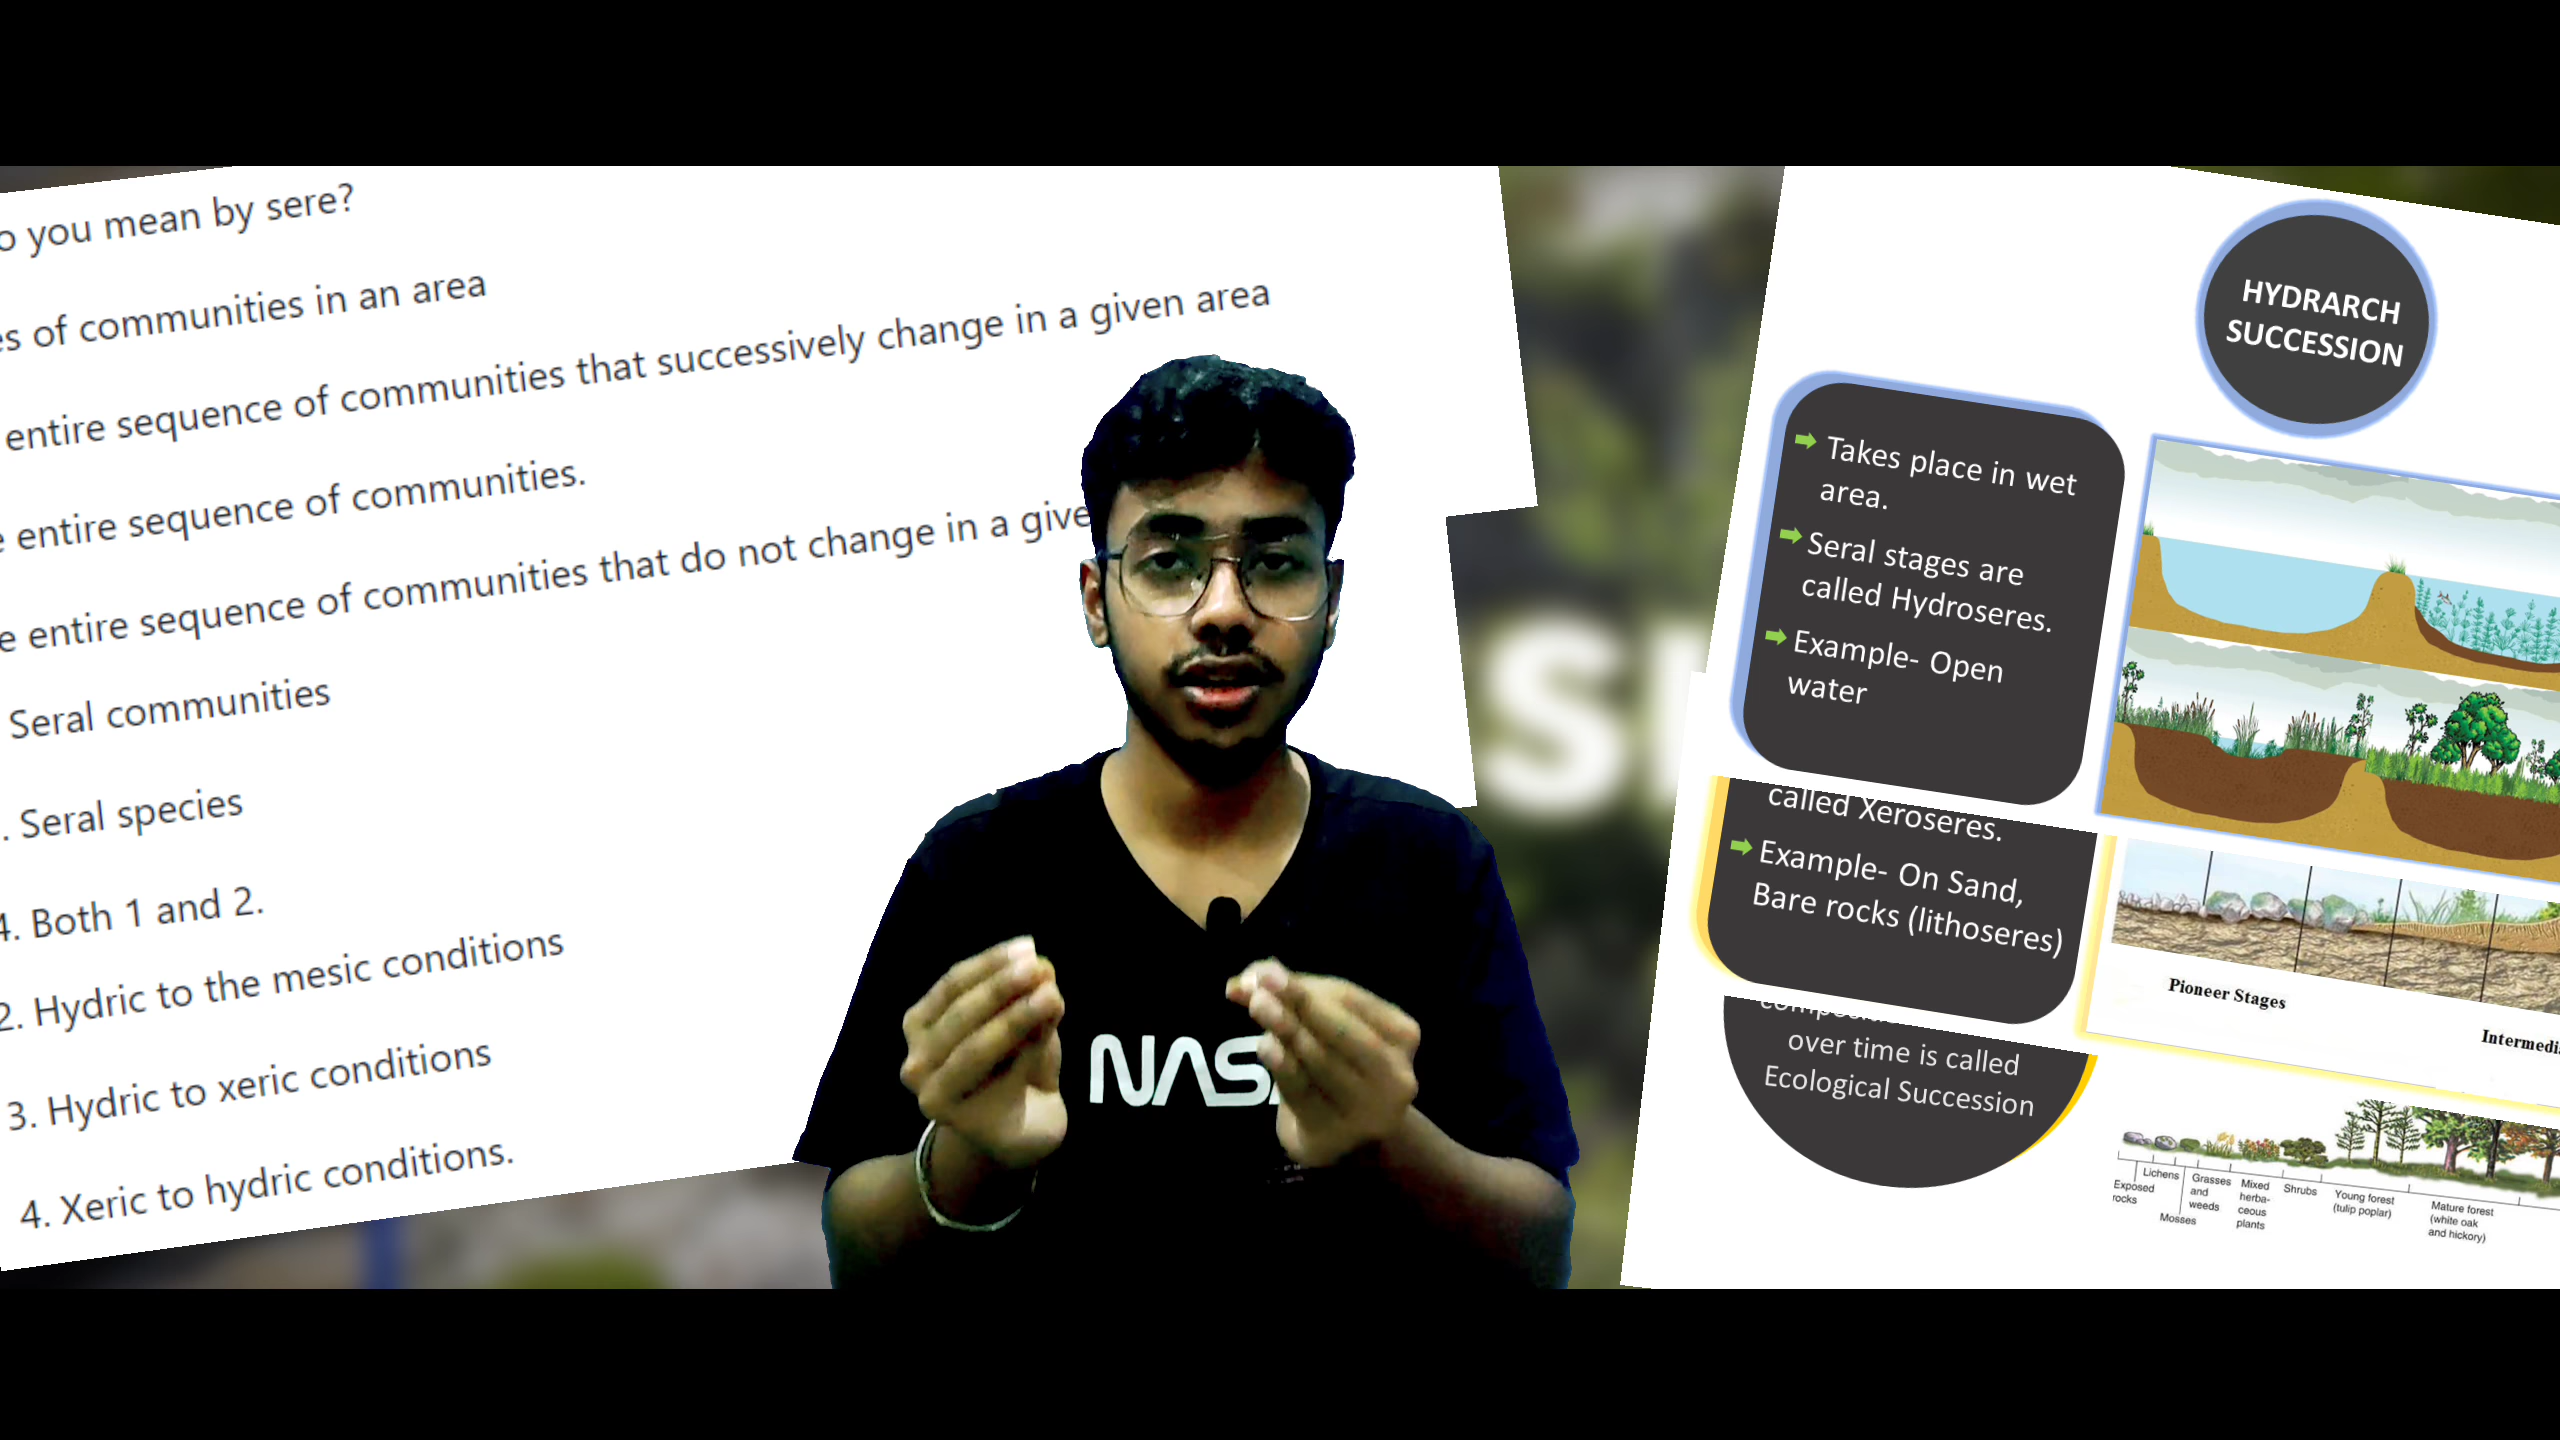 you mean by sere?
of communities in an area
entire sequence of communities that successively change in a given area
entire sequence of communities.
entire sequence of communities that do not change in a
Seral communities
. Seral species
4. Both 1 and 2.
2. Hydric to the mesic conditions
3. Hydric to xeric conditions
4. Xeric to hydric conditions.
NAS
HYDRARCH
SUCCESSION
Takes place in wet
area.
Seral stages are
called Hydroseres.
Example- Open
water
called Xeroseres.
Example- On Sand,
Bare rocks (lithoseres)
over time is called
Ecological Succession
Pioneer Stages
Exposed
rocks
Lichens
Mosses
Grasses
and
weeds
Mixed
herba-
ceous
plants
Shrubs
Young forest
(tulip poplar)
Mature forest
(white oak
and hickory)